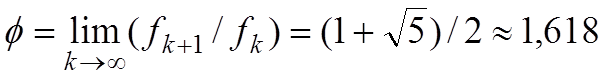 ϕ = lim (f_{k+1} / f_k) = (1 + √5) / 2 ≈ 1,618
k→∞